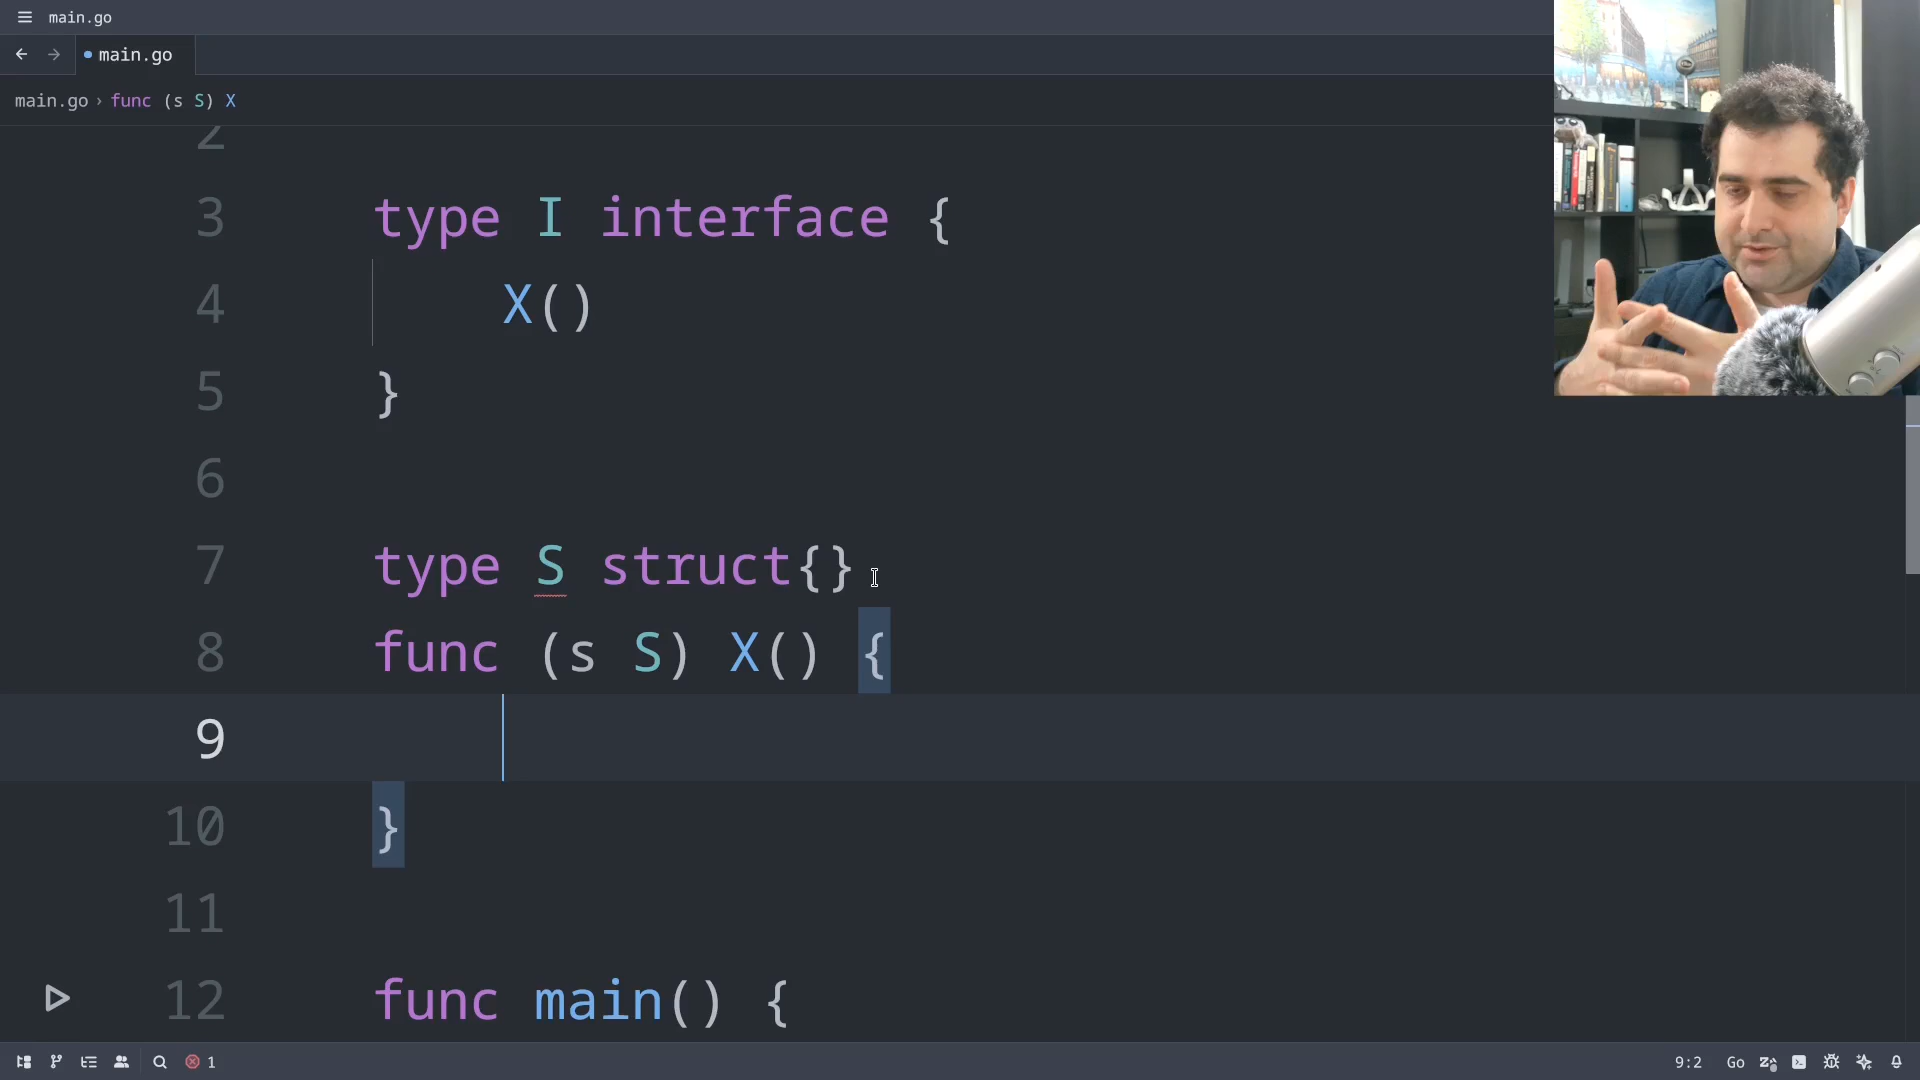 main.go
main.go
main.go › func (s S) X
2
3 type I interface {
4 X()
5 }
6
7 type S struct{}
8 func (s S) X() {
9
10 }
11
12 func main() {
1 9:2 Go